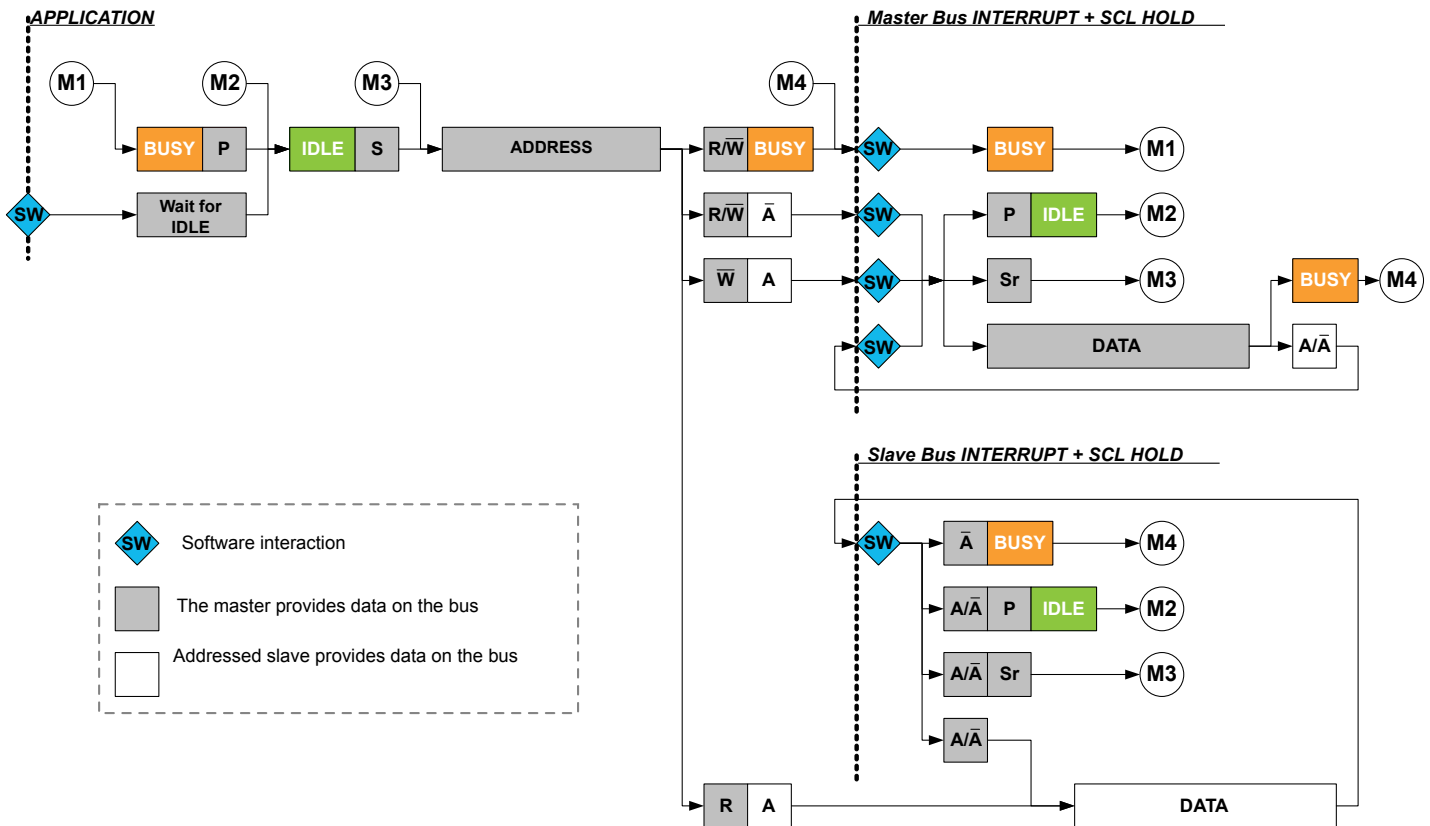 APPLICATION
Master Bus INTERRUPT + SCL HOLD
M1
M2
M3
M4
BUSY P
IDLE S
ADDRESS
R/W̅ BUSY
SW
BUSY
M1
SW
Wait for
IDLE
R/W̅ A̅
SW
P IDLE
M2
W̅ A
SW
Sr
M3
BUSY
M4
SW
DATA
A/A̅
Slave Bus INTERRUPT + SCL HOLD
SW
A̅ BUSY
M4
A/A̅ P IDLE
M2
A/A̅ Sr
M3
A/A̅
R A
DATA
SW
Software interaction
The master provides data on the bus
Addressed slave provides data on the bus